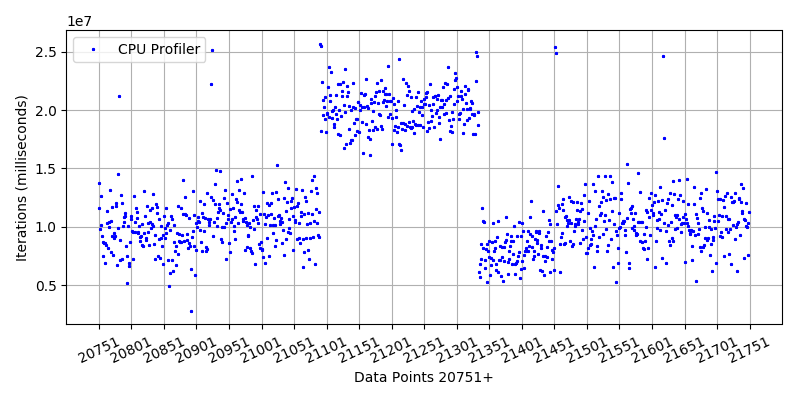 1e7
CPU Profiler
2.5
2.0
1.5
1.0
0.5
Iterations (milliseconds)
20751 20801 20851 20901 20951 21001 21051 21101 21151 21201 21251 21301 21351 21401 21451 21501 21551 21601 21651 21701 21751
Data Points 20751+